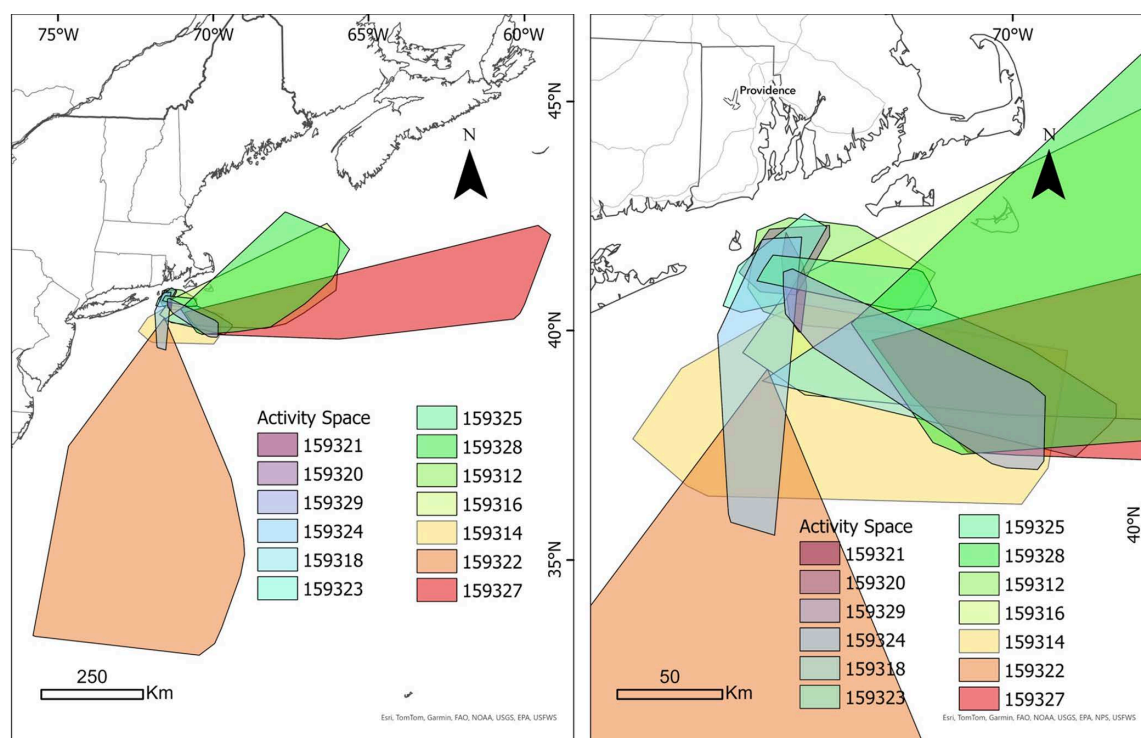 75°W 70°W 65°W 60°W
45°N
N
40°N
35°N
Activity Space
159321
159320
159329
159324
159318
159323
159325
159328
159312
159316
159314
159322
159327
250 Km
Esri, TomTom, Garmin, FAO, NOAA, USGS, EPA, USFWS
70°W
Providence
N
40°N
Activity Space
159321
159320
159329
159324
159318
159323
159325
159328
159312
159316
159314
159322
159327
50 Km
Esri, TomTom, Garmin, FAO, NOAA, USGS, EPA, NPS, USFWS